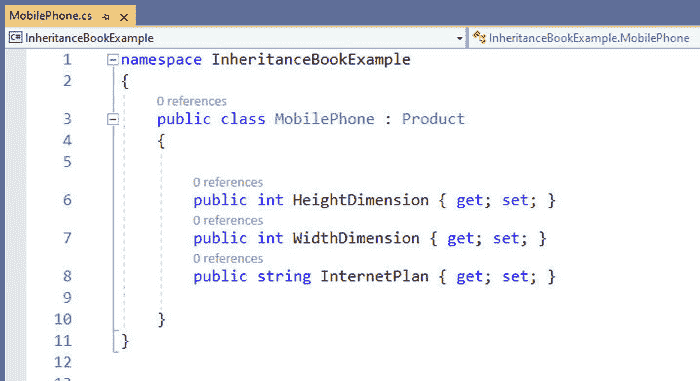 MobilePhone.cs
InheritanceBookExample InheritanceBookExample.MobilePhone
1 namespace InheritanceBookExample
2 {
0 references
3 public class MobilePhone : Product
4 {
5
0 references
6 public int HeightDimension { get; set; }
0 references
7 public int WidthDimension { get; set; }
0 references
8 public string InternetPlan { get; set; }
9
10 }
11 }
12